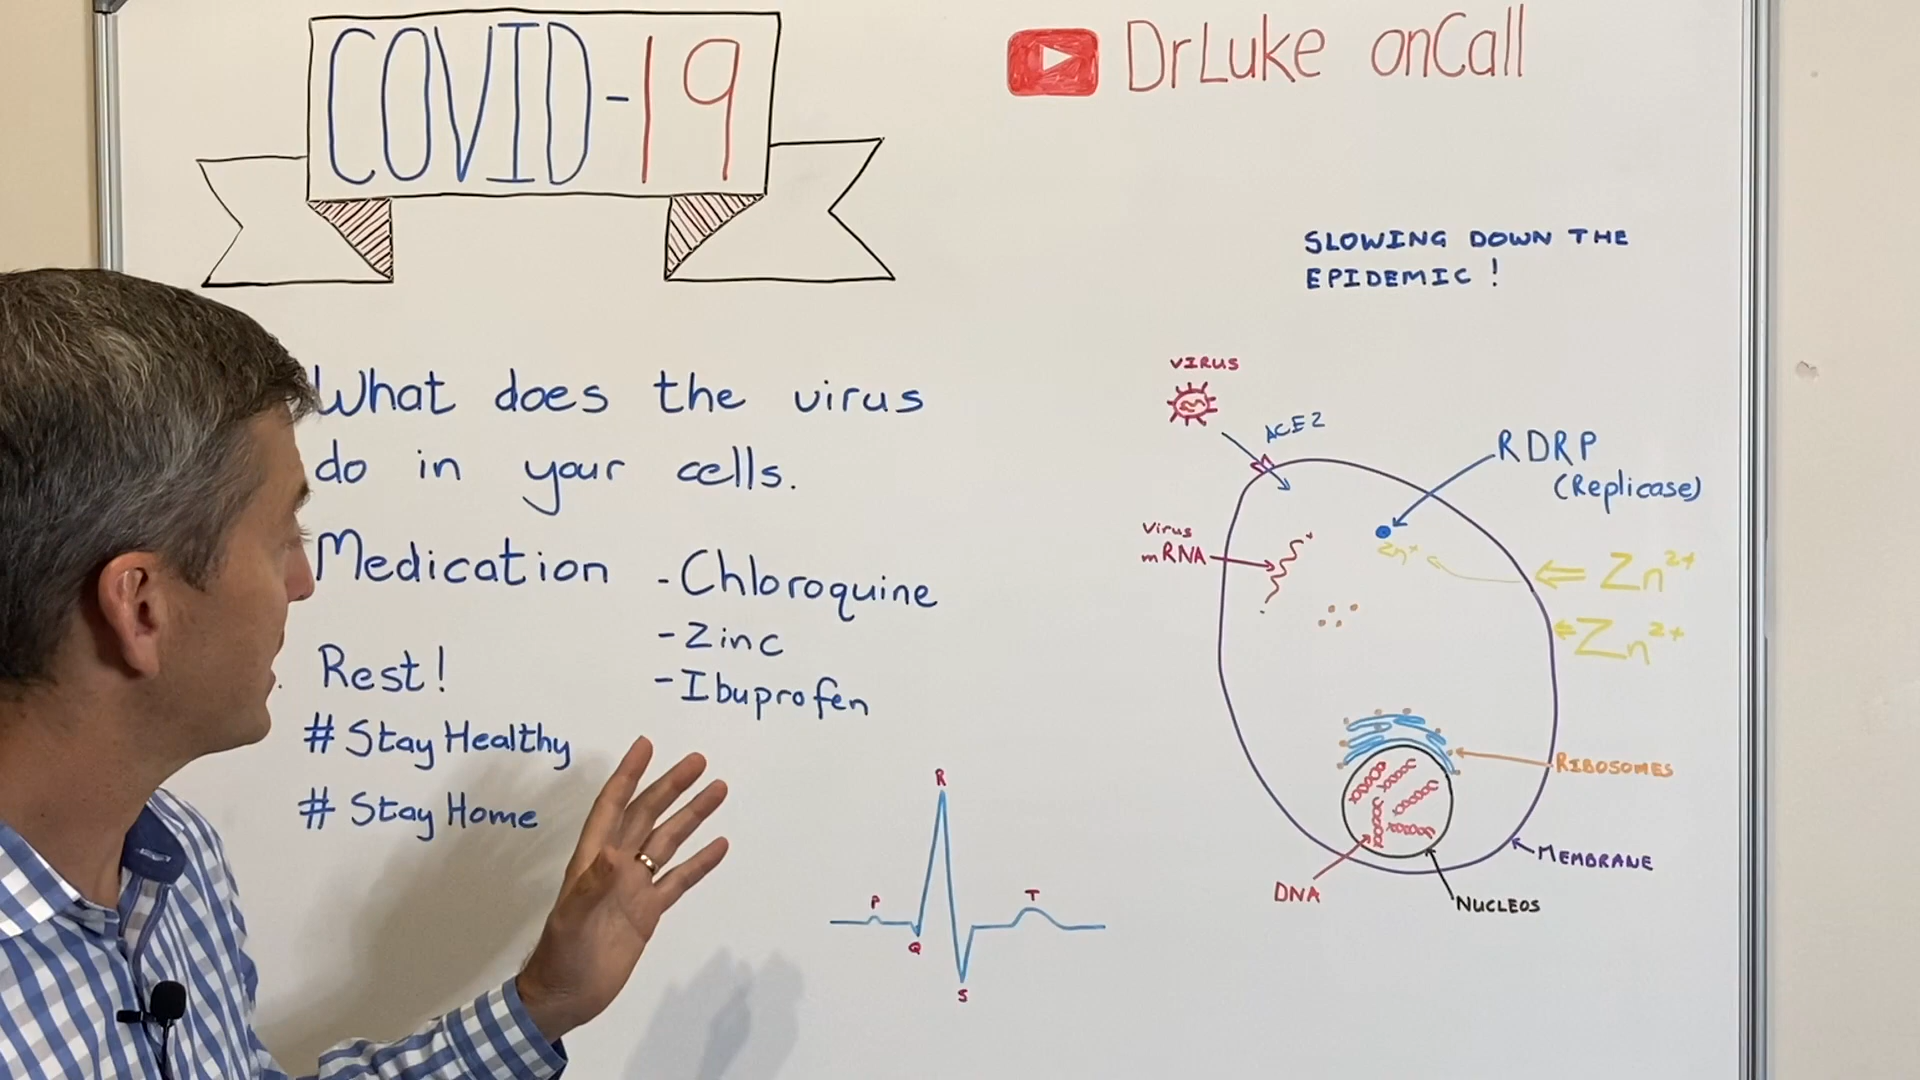 COVID-19
DrLuke onCall
SLOWING DOWN THE
EPIDEMIC!
What does the virus
do in your cells.
Medication - Chloroquine
- Zinc
- Ibuprofen
Rest!
# Stay Healthy
# Stay Home
P
Q
R
S
T
VIRUS
ACE2
RDRP
(Replicase)
Virus
mRNA
Zn+
Zn2+
Zn2+
RIBOSOMES
MEMBRANE
DNA
NUCLEOS